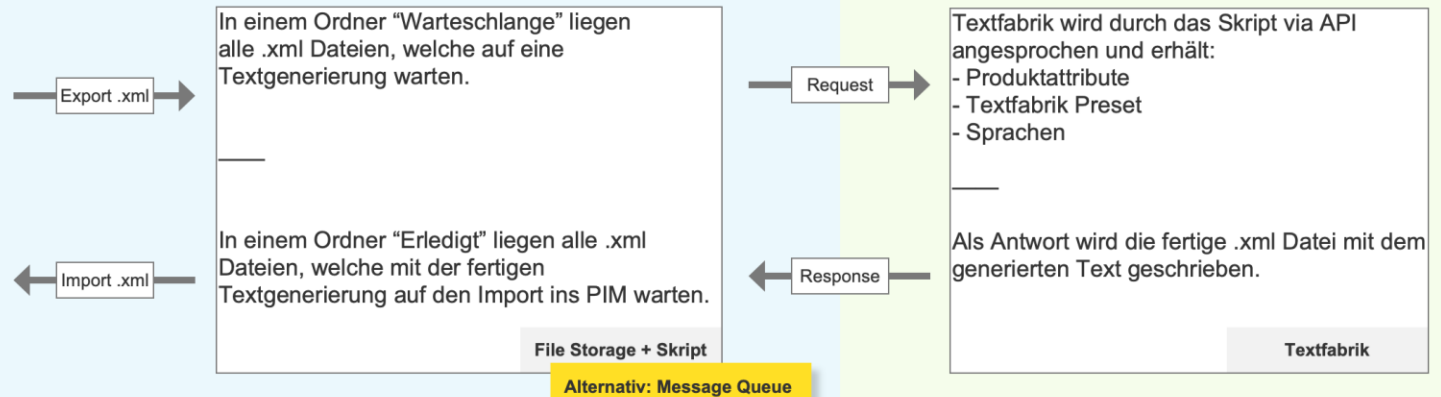 In einem Ordner “Warteschlange” liegen
alle .xml Dateien, welche auf eine
Textgenerierung warten.
Export .xml
In einem Ordner “Erledigt” liegen alle .xml
Dateien, welche mit der fertigen
Textgenerierung auf den Import ins PIM warten.
Import .xml
File Storage + Skript
Alternativ: Message Queue
Request
Response
Textfabrik wird durch das Skript via API
angesprochen und erhält:
- Produktattribute
- Textfabrik Preset
- Sprachen
Als Antwort wird die fertige .xml Datei mit dem
generierten Text geschrieben.
Textfabrik